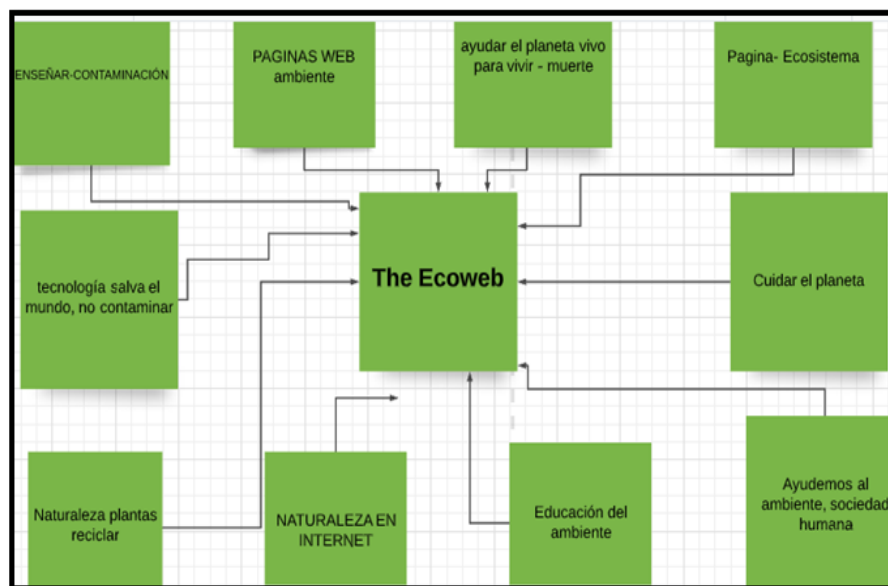 ENSEÑAR-CONTAMINACIÓN
PAGINAS WEB
ambiente
ayudar el planeta vivo
para vivir - muerte
Pagina- Ecosistema
tecnología salva el
mundo, no contaminar
The Ecoweb
Cuidar el planeta
Naturaleza plantas
reciclar
NATURALEZA EN
INTERNET
Educación del
ambiente
Ayudemos al
ambiente, sociedad
humana